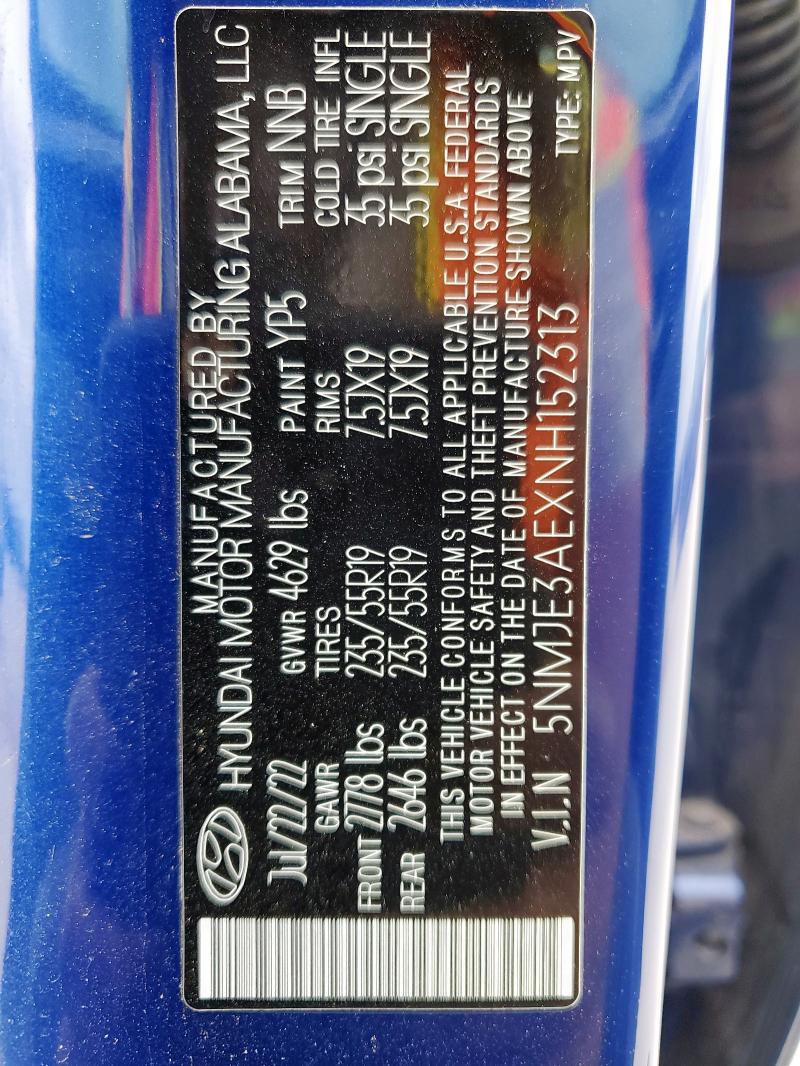 MANUFACTURED BY
HYUNDAI MOTOR MANUFACTURING ALABAMA, LLC
GVWR 4629 lbs PAINT YP5 TRIM NNB
GAWR TIRES RIMS COLD TIRE INFL
FRONT 2778 lbs 235/55R19 7.5JX19 35 psi SINGLE
REAR 2646 lbs 235/55R19 7.5JX19 35 psi SINGLE
THIS VEHICLE CONFORMS TO ALL APPLICABLE U.S.A. FEDERAL
MOTOR VEHICLE SAFETY AND THEFT PREVENTION STANDARDS
IN EFFECT ON THE DATE OF MANUFACTURE SHOWN ABOVE
V.I.N 5NMJE3AEXNH152313 TYPE: MPV